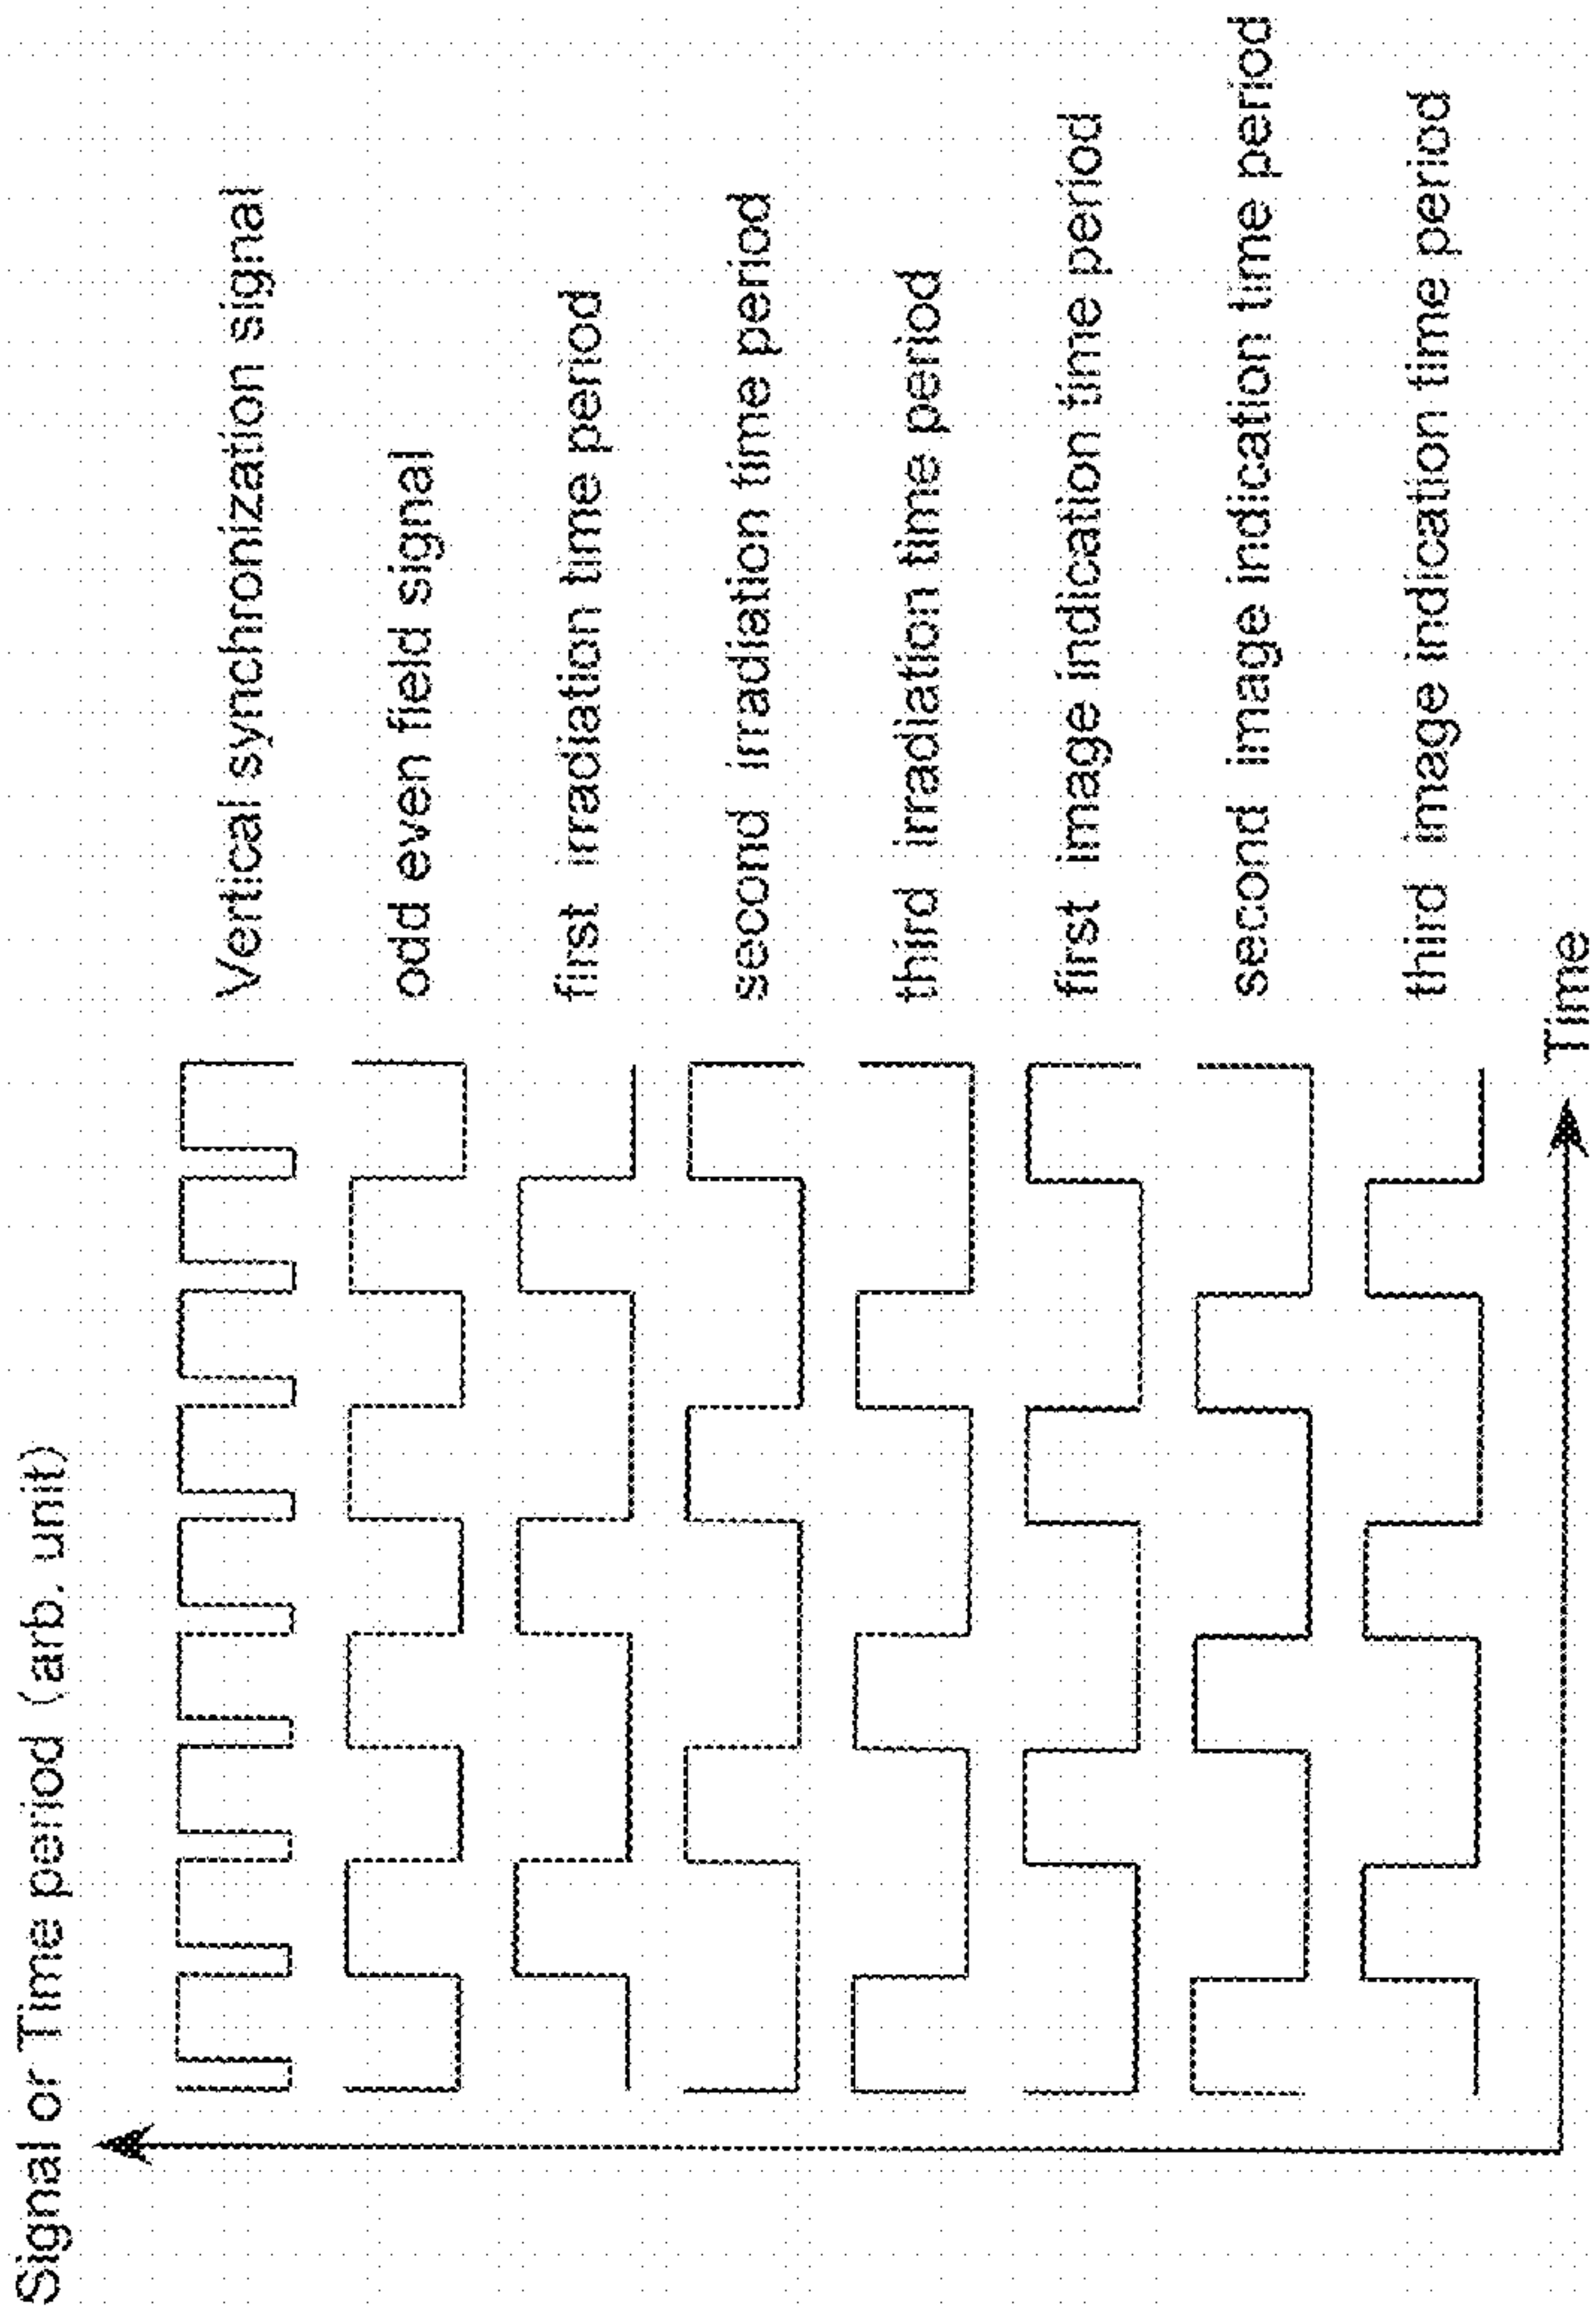 Signal or Time period (arb. unit)
Vertical synchronization signal
odd even field signal
first irradiation time period
second irradiation time period
third irradiation time period
first image indication time period
second image indication time period
third image indication time period
Time